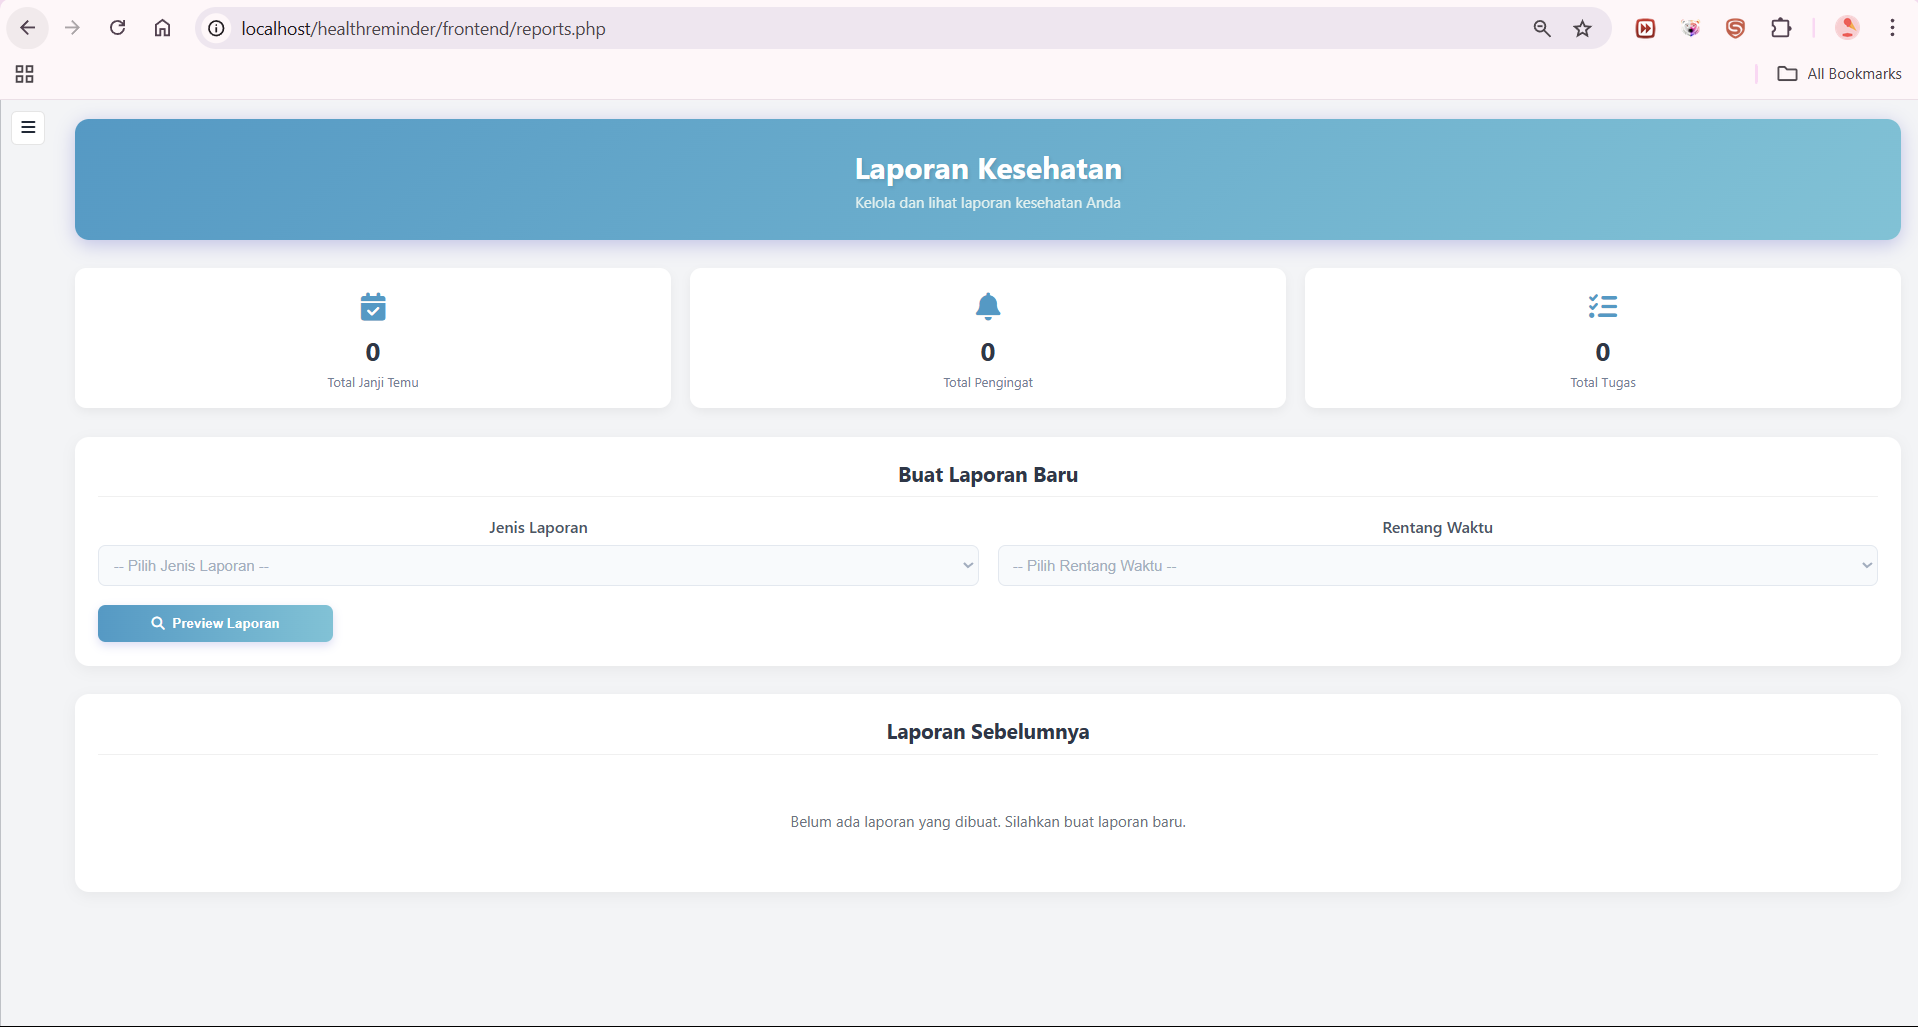 localhost/healthreminder/frontend/reports.php
All Bookmarks
Laporan Kesehatan
Kelola dan lihat laporan kesehatan Anda
0
Total Janji Temu
0
Total Pengingat
0
Total Tugas
Buat Laporan Baru
Jenis Laporan
-- Pilih Jenis Laporan --
Rentang Waktu
-- Pilih Rentang Waktu --
Preview Laporan
Laporan Sebelumnya
Belum ada laporan yang dibuat. Silahkan buat laporan baru.